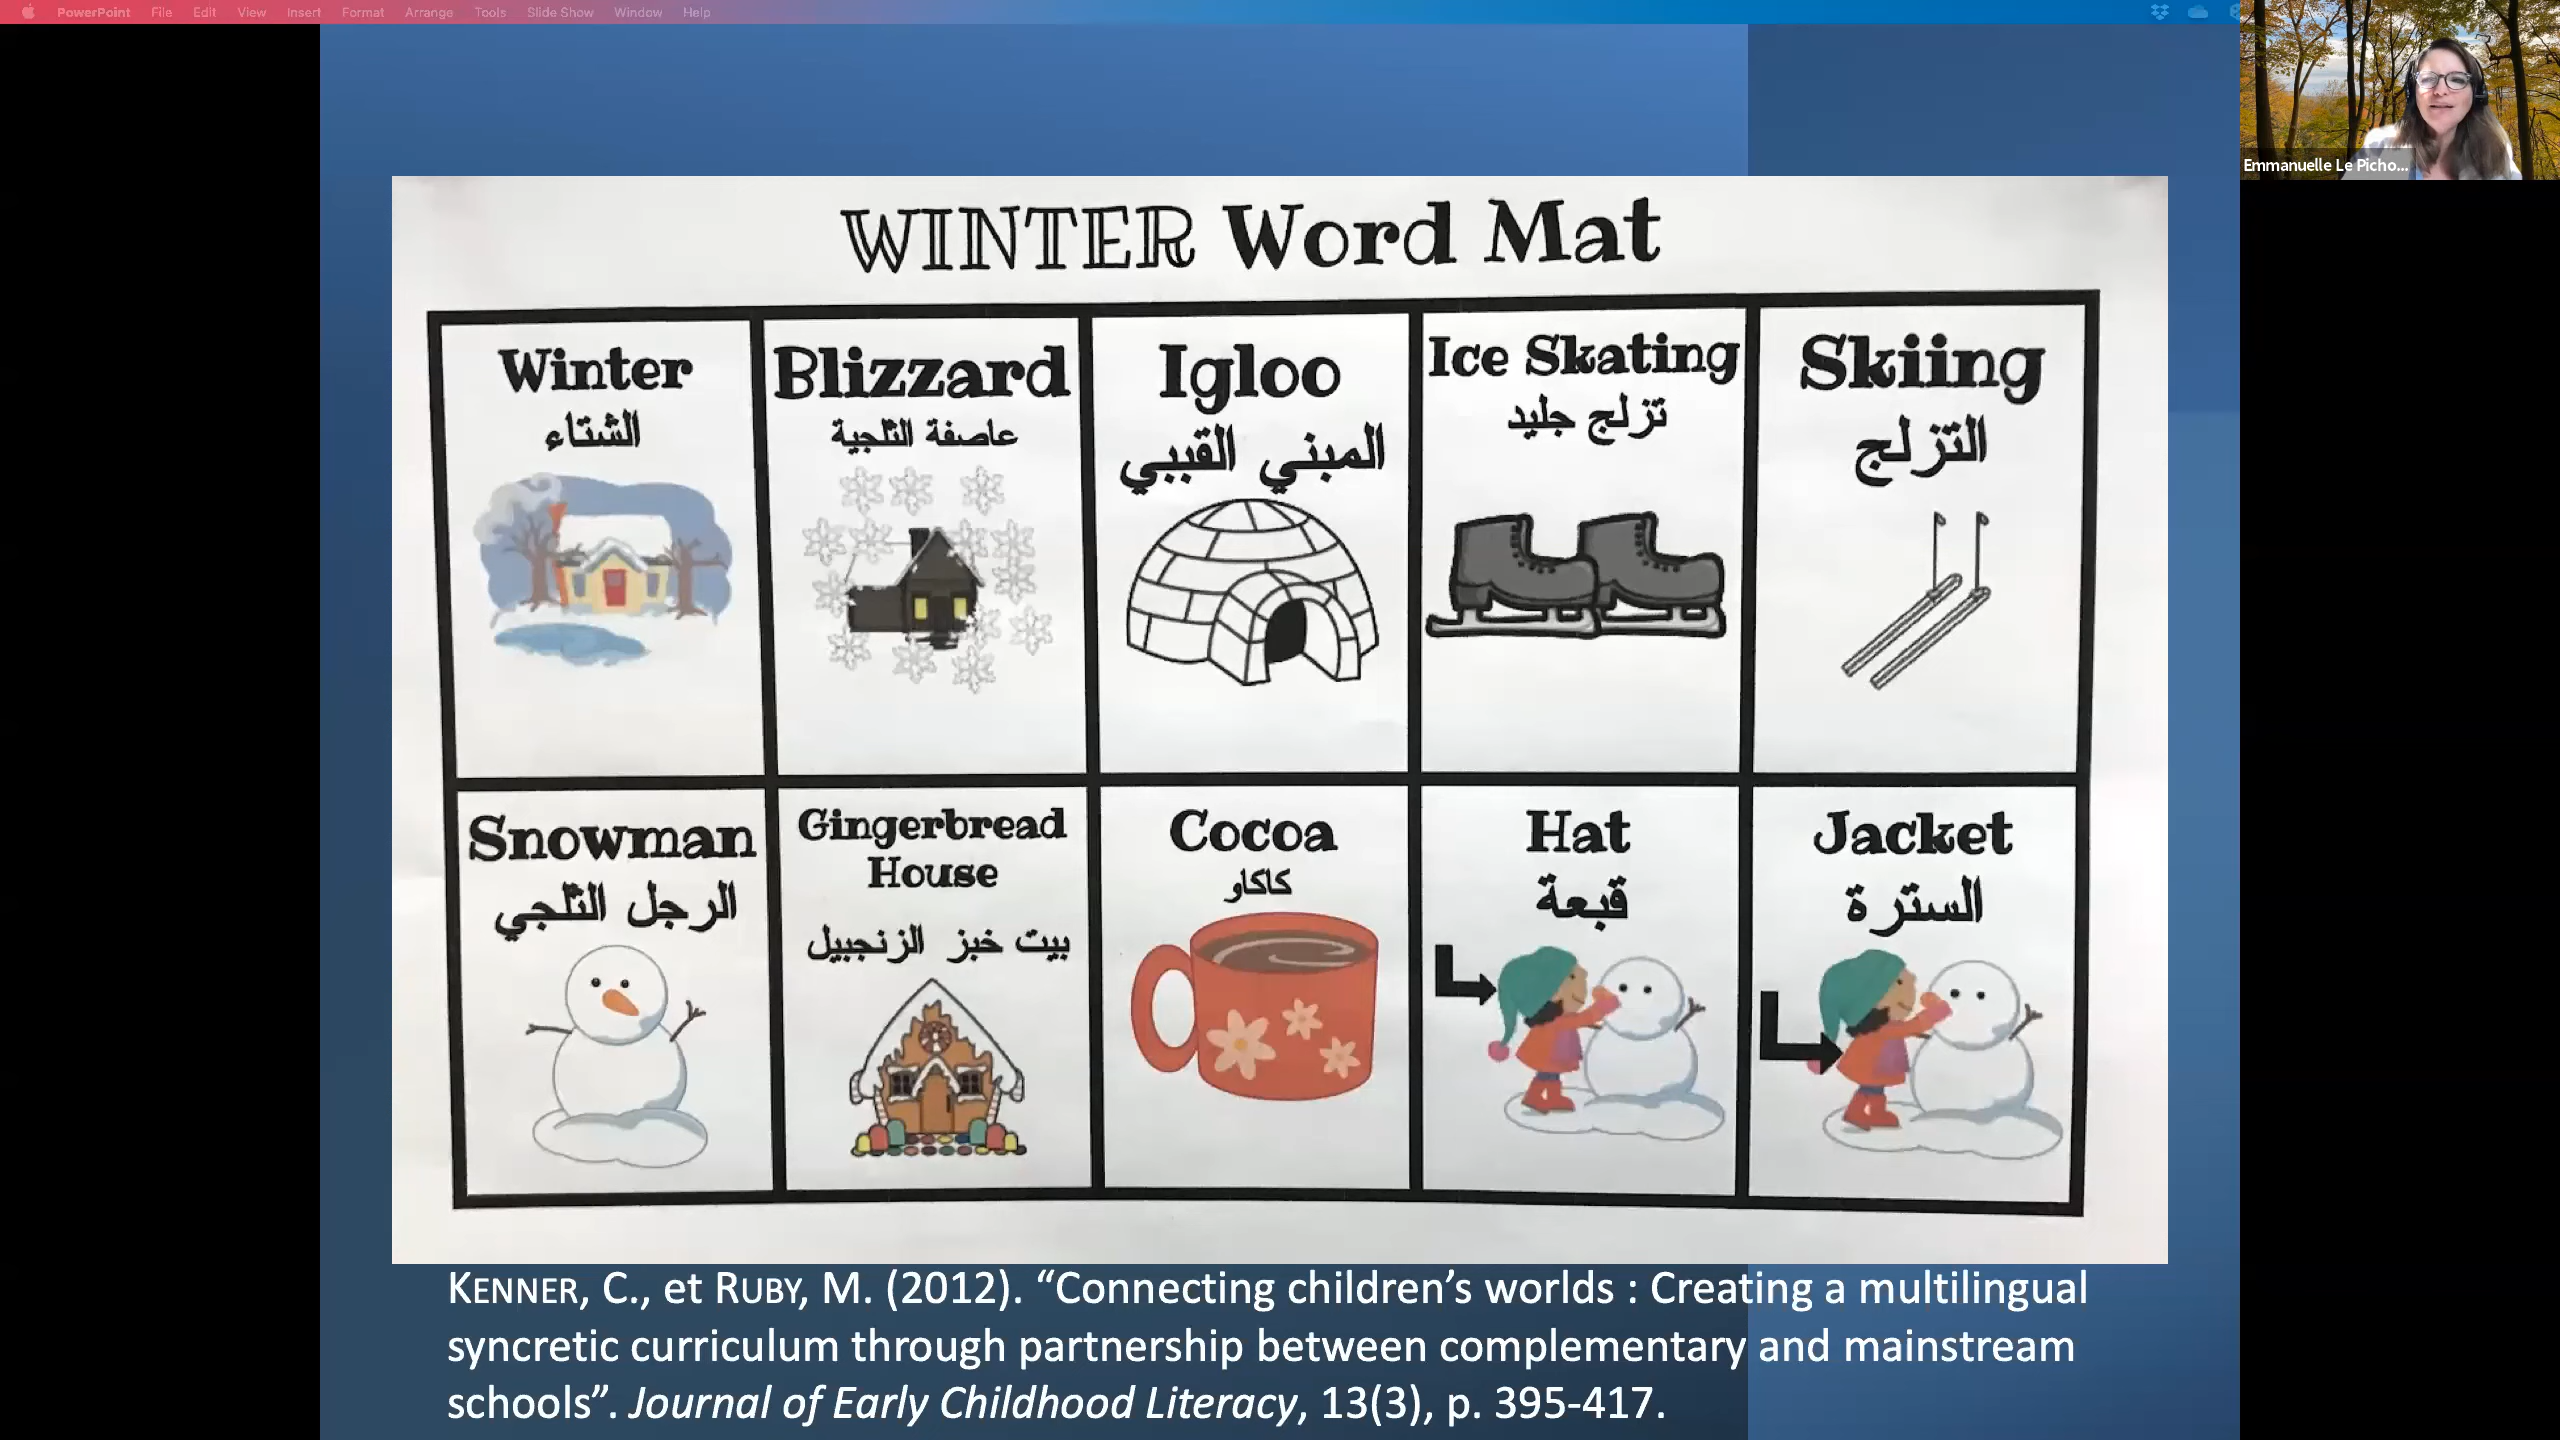 PowerPoint File Edit View Insert Format Arrange Tools Slide Show Window Help
Emmanuelle Le Picho...
WINTER Word Mat
Winter
الشتاء
Blizzard
عاصفة الثلجية
Igloo
المبني القببي
Ice Skating
تزلج جليد
Skiing
التزلج
Snowman
الرجل الثلجي
Gingerbread
House
بيت خبز الزنجبيل
Cocoa
كاكاو
Hat
قبعة
Jacket
السترة
KENNER, C., et RUBY, M. (2012). “Connecting children’s worlds : Creating a multilingual
syncretic curriculum through partnership between complementary and mainstream
schools”. Journal of Early Childhood Literacy, 13(3), p. 395-417.